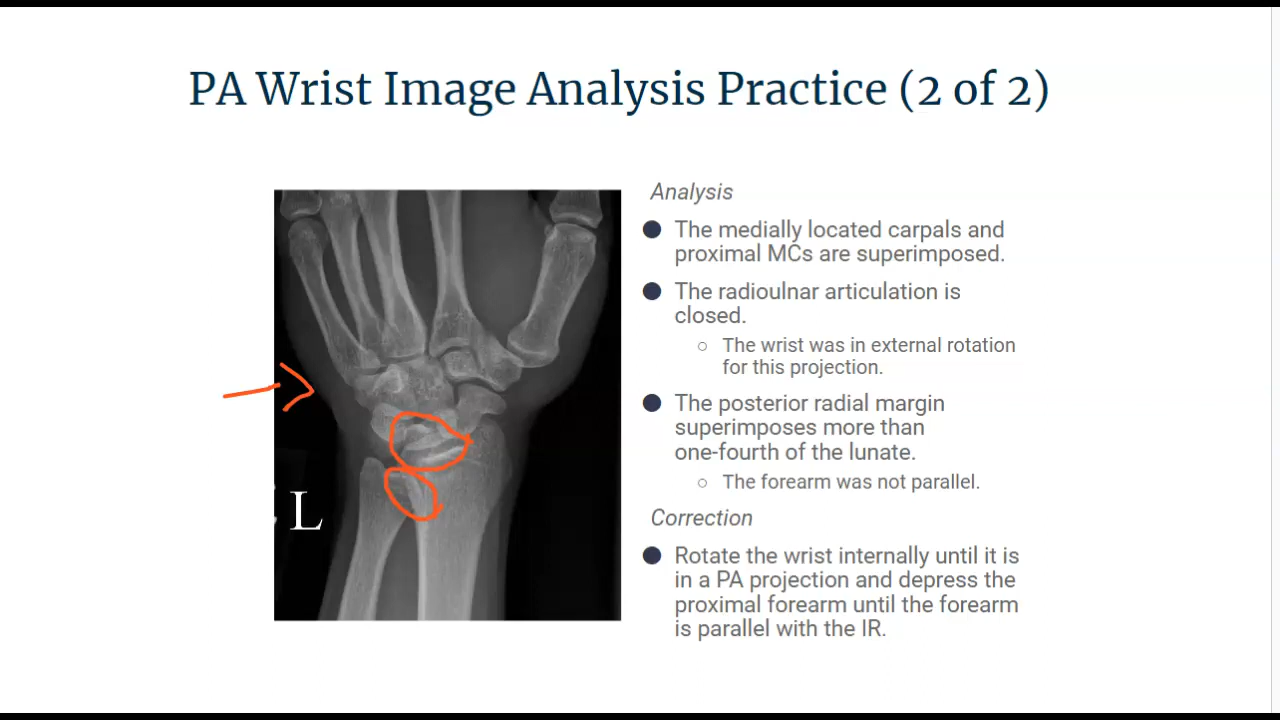 PA Wrist Image Analysis Practice (2 of 2)
Analysis
The medially located carpals and
proximal MCs are superimposed.
The radioulnar articulation is
closed.
The wrist was in external rotation
for this projection.
The posterior radial margin
superimposes more than
one-fourth of the lunate.
The forearm was not parallel.
Correction
Rotate the wrist internally until it is
in a PA projection and depress the
proximal forearm until the forearm
is parallel with the IR.
L